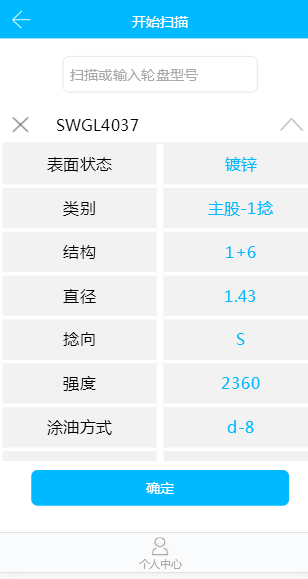 开始扫描
扫描或输入轮盘型号
SWGL4037
表面状态 镀锌
类别 主股-1捻
结构 1+6
直径 1.43
捻向 S
强度 2360
涂油方式 d-8
确定
个人中心